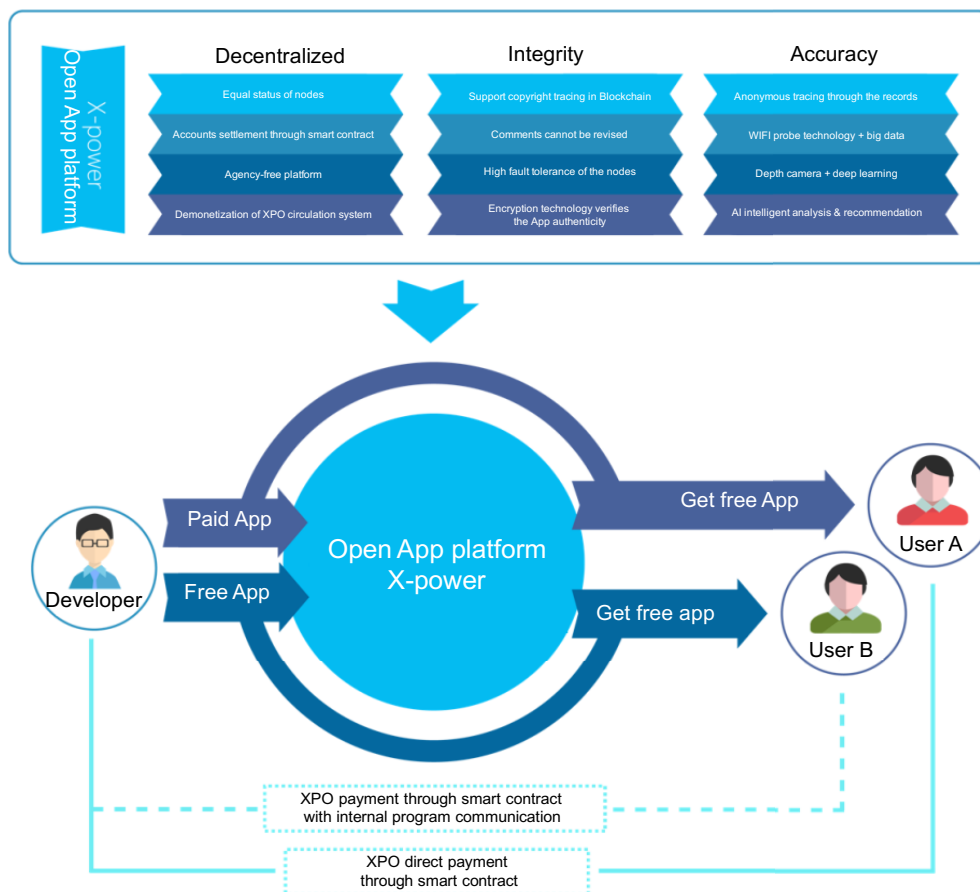 X-power
Open App platform
Decentralized
Equal status of nodes
Accounts settlement through smart contract
Agency-free platform
Demonetization of XPO circulation system
Integrity
Support copyright tracing in Blockchain
Comments cannot be revised
High fault tolerance of the nodes
Encryption technology verifies
the App authenticity
Accuracy
Anonymous tracing through the records
WIFI probe technology + big data
Depth camera + deep learning
AI intelligent analysis & recommendation
Developer
Paid App
Free App
Open App platform
X-power
Get free App
Get free app
User A
User B
XPO payment through smart contract
with internal program communication
XPO direct payment
through smart contract